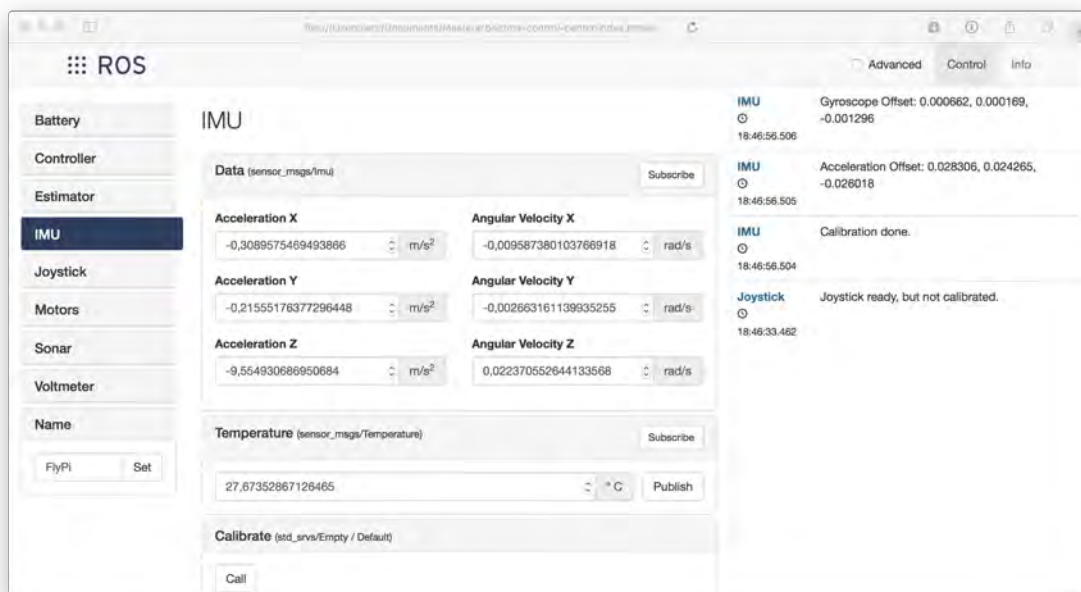 ROS
Advanced
Control
Info
Battery
Controller
Estimator
IMU
Joystick
Motors
Sonar
Voltmeter
Name
FlyPi
Set
IMU
Data (sensor_msgs/Imu)
Subscribe
Acceleration X
Angular Velocity X
-0,3089575469493866
m/s²
-0,009587380103766918
rad/s
Acceleration Y
Angular Velocity Y
-0,21555176377296448
m/s²
-0,002663161139935255
rad/s
Acceleration Z
Angular Velocity Z
-9,554930686950684
m/s²
0,022370552644133568
rad/s
Temperature (sensor_msgs/Temperature)
Subscribe
27,67352867126465
° C
Publish
Calibrate (std_srvs/Empty / Default)
Call
IMU
18:46:56.506
Gyroscope Offset: 0.000662, 0.000169,
-0.001296
IMU
18:46:56.505
Acceleration Offset: 0.028306, 0.024265,
-0.026018
IMU
18:46:56.504
Calibration done.
Joystick
18:46:33.462
Joystick ready, but not calibrated.